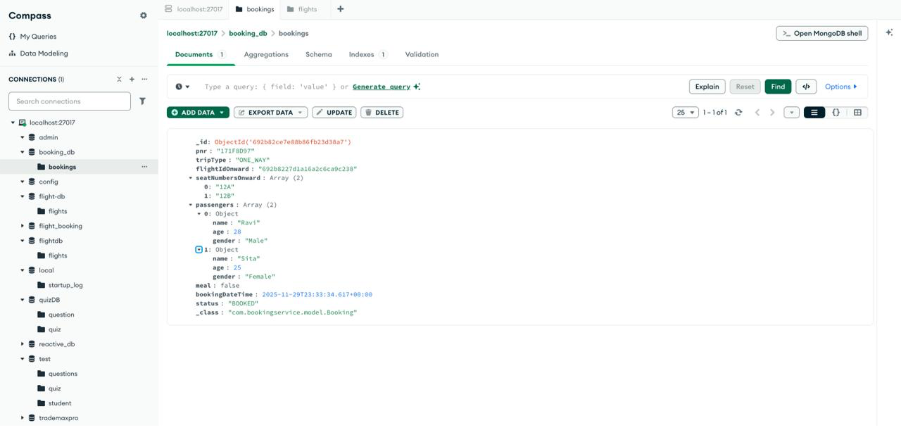 Compass
My Queries
Data Modeling
CONNECTIONS (1)
Search connections
localhost:27017
admin
booking_db
bookings
config
flight-db
flights
flight_booking
flightdb
flights
local
startup_log
quizDB
question
quiz
reactive_db
test
questions
quiz
student
trademaxpro
localhost:27017
bookings
flights
localhost:27017 > booking_db > bookings
Open MongoDB shell
Documents 1
Aggregations
Schema
Indexes 1
Validation
Type a query: { field: 'value' } or Generate query
Explain
Reset
Find
Options
ADD DATA
EXPORT DATA
UPDATE
DELETE
25
1-1 of 1
_id: 
pnr : 
tripType : "ONE_WAY"
flightIdOnward : 
seatNumbersOnward : Array (2)
0: "12A"
1: "12B"
passengers : Array (2)
0: Object
name : "Ravi"
age : 28
gender : "Male"
1: Object
name : "Sita"
age : 25
gender : "Female"
meal : false
bookingDateTime : 2025-11-29T23:33:34.617+00:00
status : "BOOKED"
_class : "com.bookingservice.model.Booking"